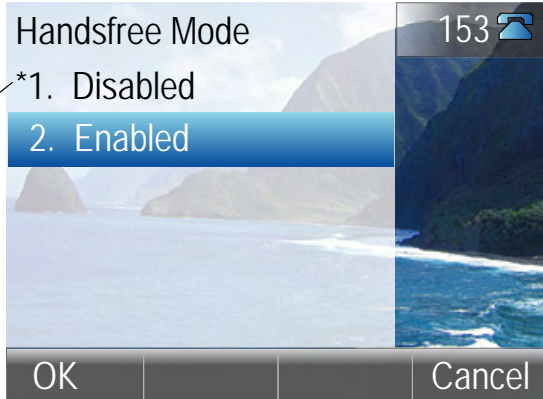 Handsfree Mode
153
*1. Disabled
2. Enabled
OK
Cancel